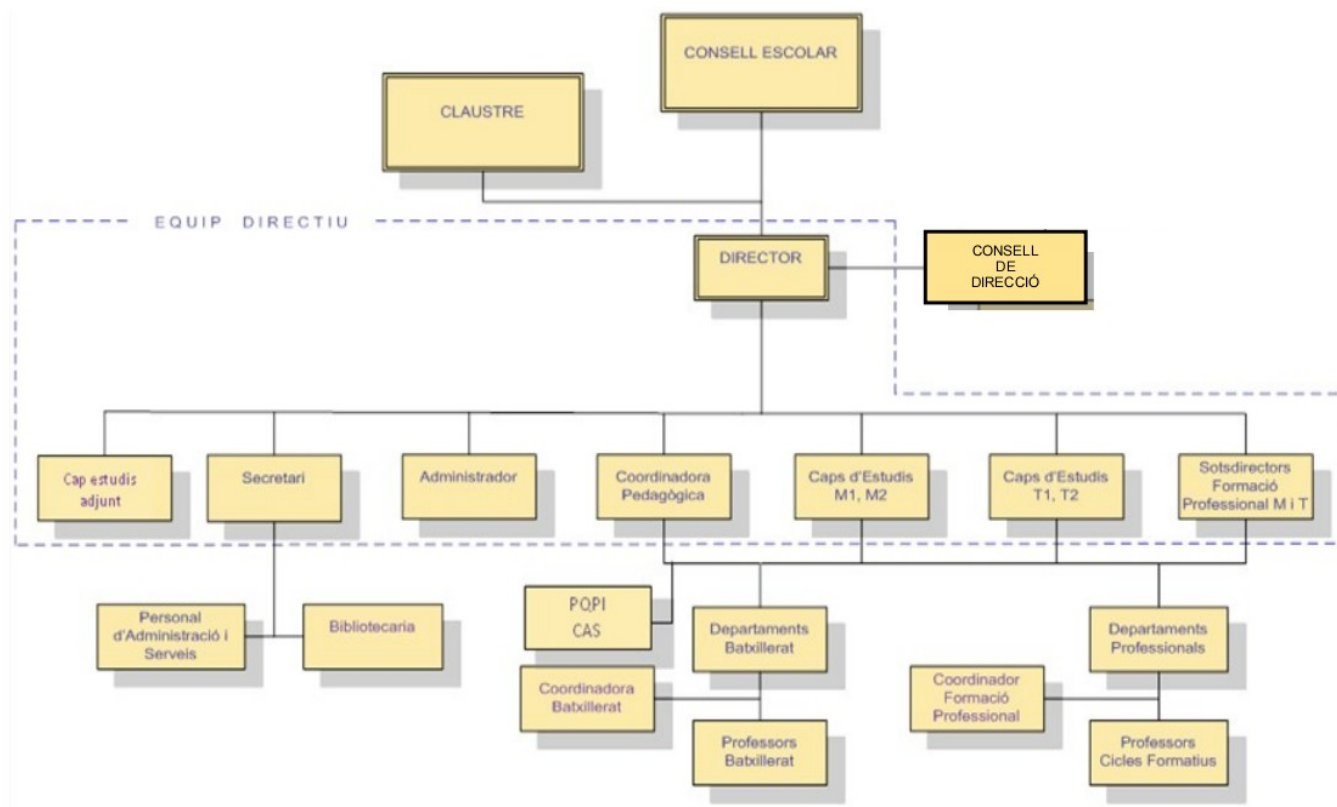 CONSELL ESCOLAR
CLAUSTRE
EQUIP DIRECTIU
DIRECTOR
CONSELL
DE
DIRECCIÓ
Cap estudis
adjunt
Secretari
Administrador
Coordinadora
Pedagògica
Caps d'Estudis
M1, M2
Caps d'Estudis
T1, T2
Sotsdirectors
Formació
Professional M i T
Personal
d'Administració i
Serveis
Bibliotecaria
PQPI
CAS
Departaments
Batxillerat
Departaments
Professionals
Coordinadora
Batxillerat
Coordinador
Formació
Professional
Professors
Batxillerat
Professors
Cicles Formatius